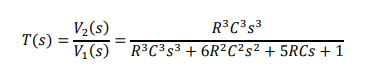 T(s) = V₂(s) / V₁(s) = R³C³s³ / (R³C³s³ + 6R²C²s² + 5RCs + 1)